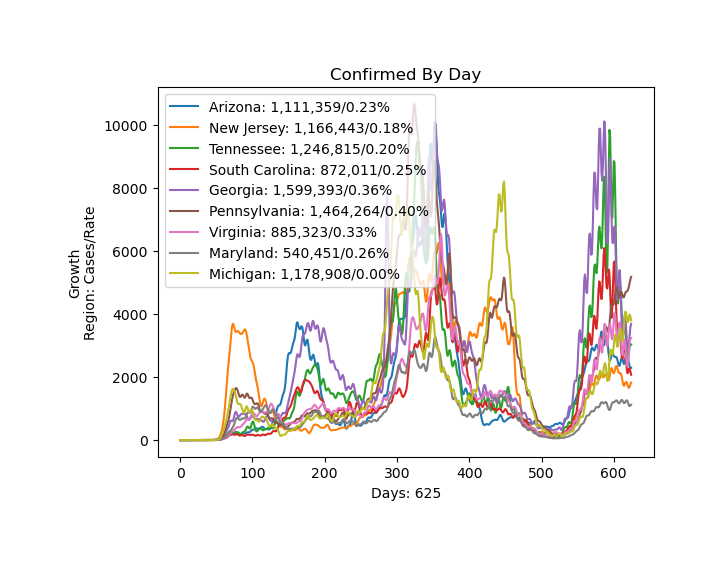 Confirmed By Day
Growth
Region: Cases/Rate
10000
8000
6000
4000
2000
0
Arizona: 1,111,359/0.23%
New Jersey: 1,166,443/0.18%
Tennessee: 1,246,815/0.20%
South Carolina: 872,011/0.25%
Georgia: 1,599,393/0.36%
Pennsylvania: 1,464,264/0.40%
Virginia: 885,323/0.33%
Maryland: 540,451/0.26%
Michigan: 1,178,908/0.00%
0 100 200 300 400 500 600
Days: 625